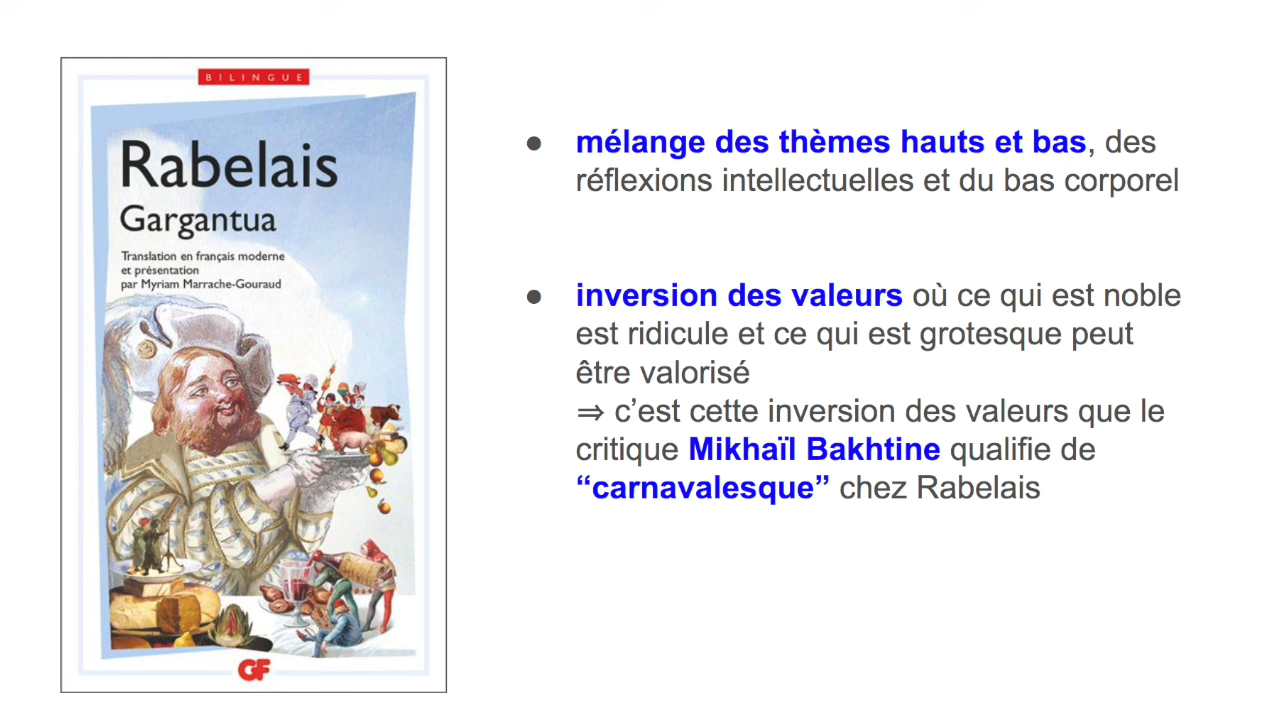 BILINGUE
Rabelais
Gargantua
Translation en français moderne
et présentation
par Myriam Marrache-Gouraud
GF
● mélange des thèmes hauts et bas, des
réflexions intellectuelles et du bas corporel
● inversion des valeurs où ce qui est noble
est ridicule et ce qui est grotesque peut
être valorisé
⇒ c’est cette inversion des valeurs que le
critique Mikhaïl Bakhtine qualifie de
“carnavalesque” chez Rabelais